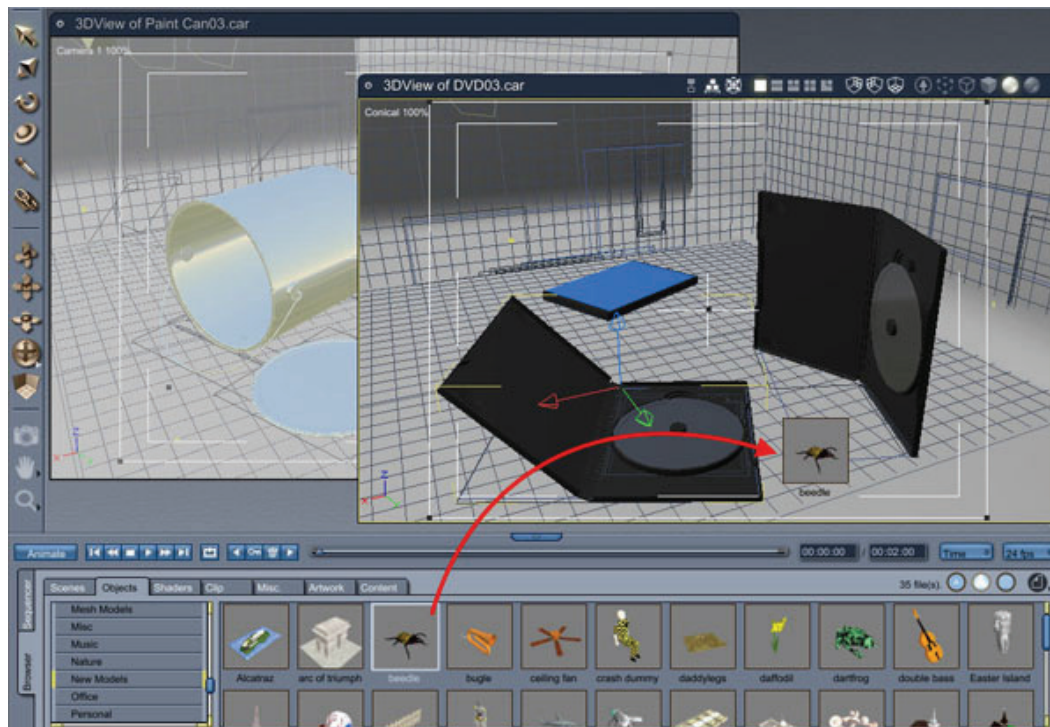 3DView of Paint Can03.car
Camera 1 100%
3DView of DVD03.car
Conical 100%
beedle
Animate
00:00:00 / 00:02:00
Time
24 fps
Sequencer
Browser
Scenes Objects Shaders Clip Misc. Artwork Content
35 file(s).
Mesh Models
Misc
Music
Nature
New Models
Office
Personal
Alcatraz arc of triumph beedle bugle ceiling fan crash dummy daddylegs daffodil dartfrog double bass Easter Island